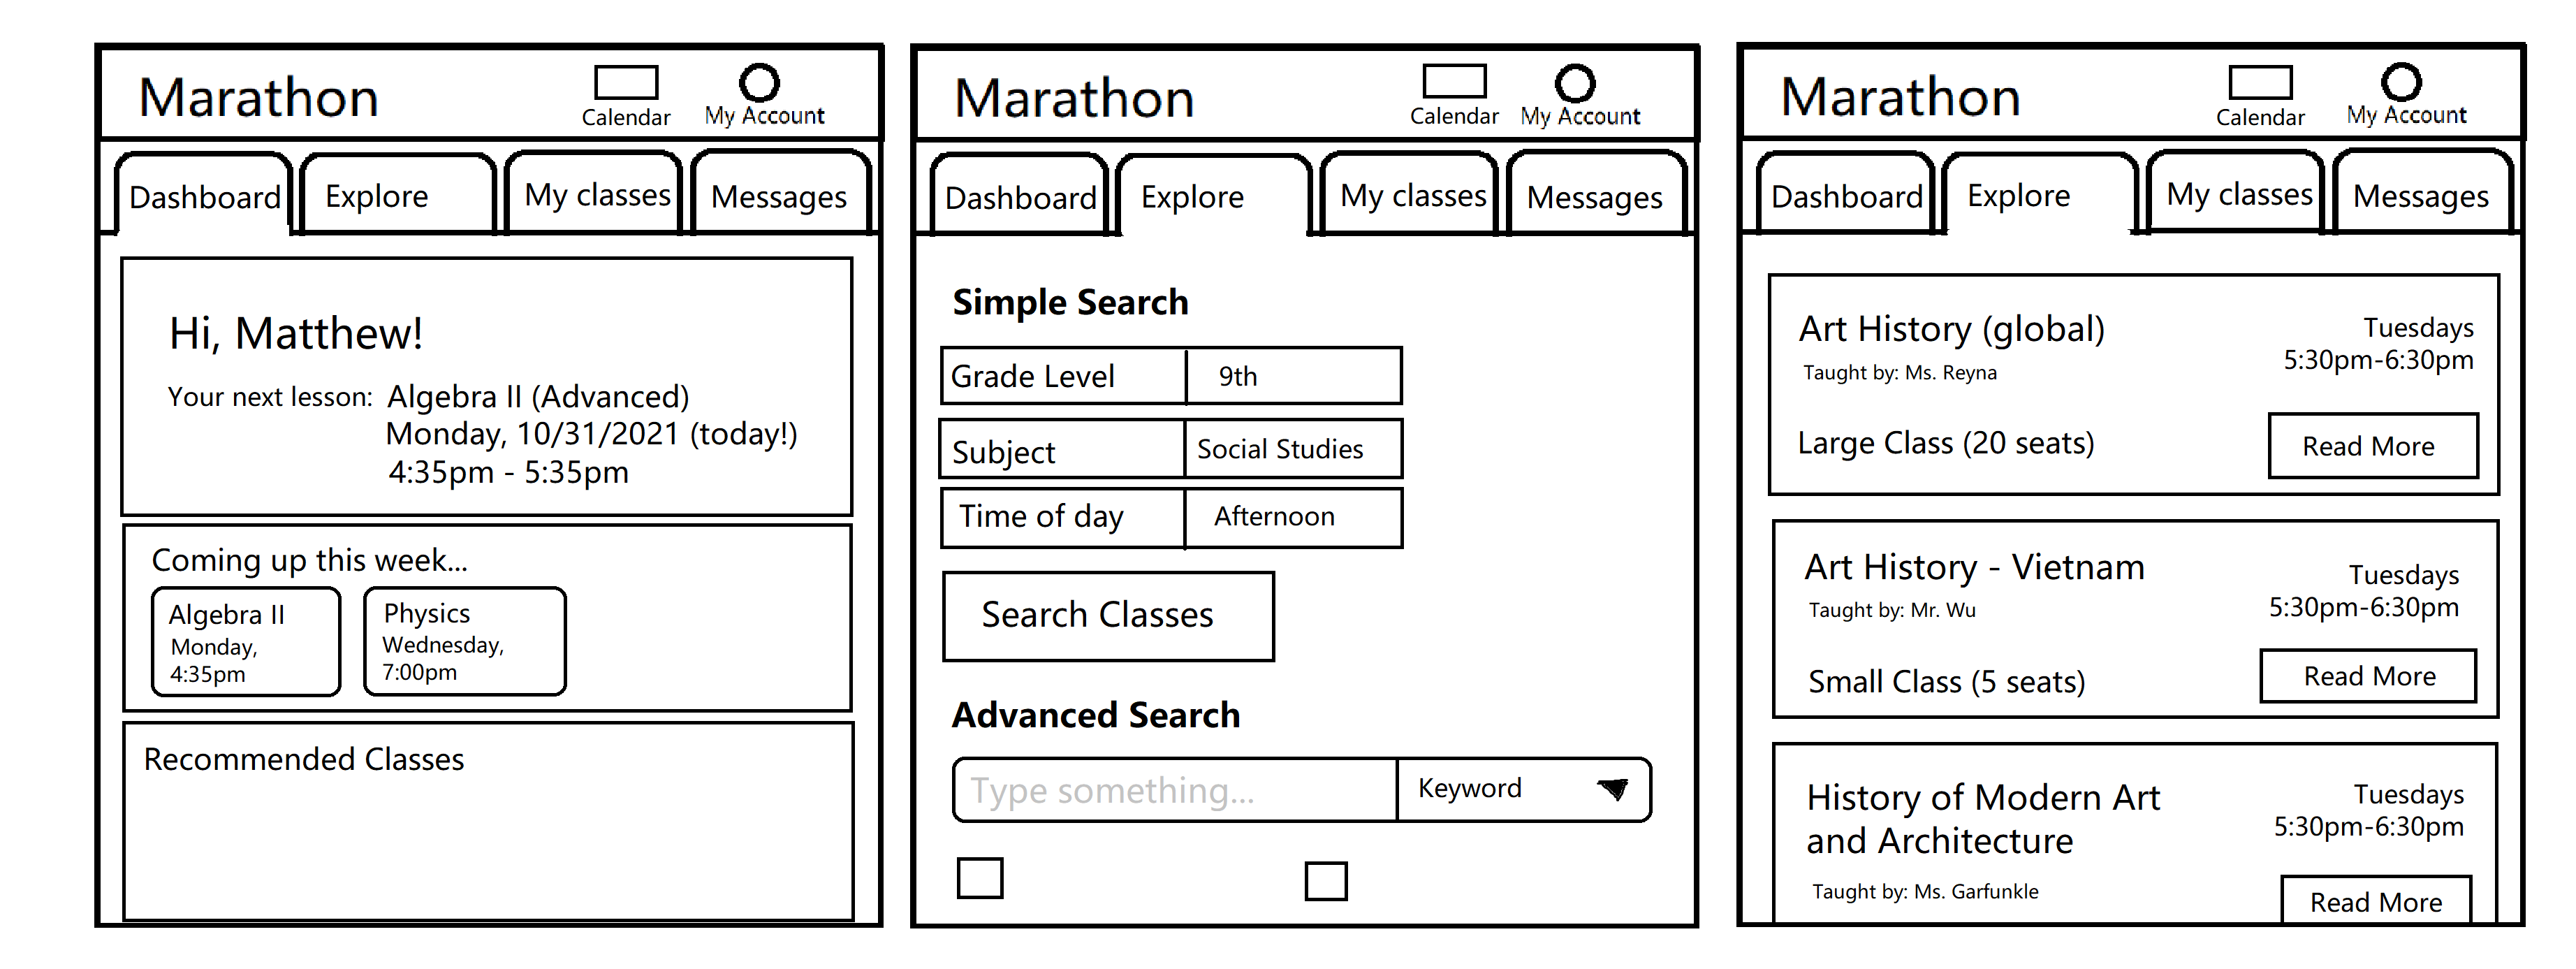 Marathon
Calendar
My Account
Dashboard
Explore
My classes
Messages
Hi, Matthew!
Your next lesson: Algebra II (Advanced)
Monday, 10/31/2021 (today!)
4:35pm - 5:35pm
Coming up this week...
Algebra II
Monday,
4:35pm
Physics
Wednesday,
7:00pm
Recommended Classes
Marathon
Calendar
My Account
Dashboard
Explore
My classes
Messages
Simple Search
Grade Level
9th
Subject
Social Studies
Time of day
Afternoon
Search Classes
Advanced Search
Type something...
Keyword
Marathon
Calendar
My Account
Dashboard
Explore
My classes
Messages
Art History (global)
Taught by: Ms. Reyna
Tuesdays
5:30pm-6:30pm
Large Class (20 seats)
Read More
Art History - Vietnam
Taught by: Mr. Wu
Tuesdays
5:30pm-6:30pm
Small Class (5 seats)
Read More
History of Modern Art
and Architecture
Taught by: Ms. Garfunkle
Tuesdays
5:30pm-6:30pm
Read More